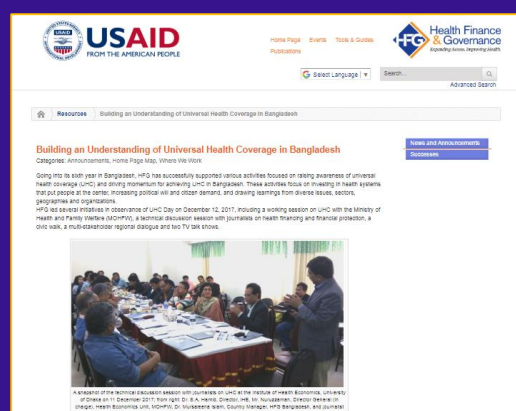 USAID
USAID
FROM THE AMERICAN PEOPLE
Home Page Events Tools & Guides
Publications
HFG
Health Finance
& Governance
Expanding Access, Improving Health
G Select Language ▼
Search...
Advanced Search
Resources Building an Understanding of Universal Health Coverage in Bangladesh
Building an Understanding of Universal Health Coverage in Bangladesh
Categories: Announcements, Home Page Map, Where We Work
Going into its sixth year in Bangladesh, HFG has successfully supported various activities focused on raising awareness of universal
health coverage (UHC) and driving momentum for achieving UHC in Bangladesh. These activities focus on investing in health systems
that put people at the center, increasing political will and citizen demand, and drawing learnings from diverse issues, sectors,
geographies and organizations.
HFG led several initiatives in observance of UHC Day on December 12, 2017, including a working session on UHC with the Ministry of
Health and Family Welfare (MOHFW), a technical discussion session with journalists on health financing and financial protection, a
civic walk, a multi-stakeholder regional dialogue and two TV talk shows.
News and Announcements
Successes
A snapshot of the technical discussion session with journalists on UHC at the Institute of Health Economics, University
of Dhaka on 11 December 2017; from right: Dr. S.A. Hamid, Director, IHE, Mr. Nuruzzaman, Director General (in
charge), Health Economics Unit, MOHFW, Dr. Mursaleena Islam, Country Manager, HFG Bangladesh, and journalist